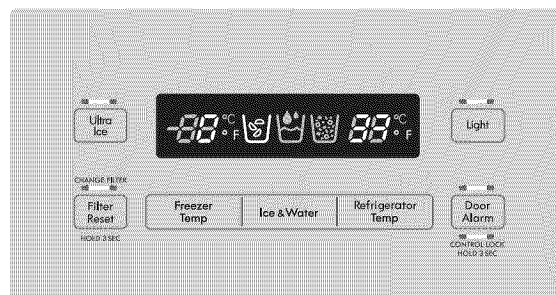 Ultra
Ice
-88 °C
° F
88 °C
° F
Light
CHANGE FILTER
Filter
Reset
HOLD 3 SEC
Freezer
Temp
Ice & Water
Refrigerator
Temp
Door
Alarm
CONTROL LOCK
HOLD 3 SEC